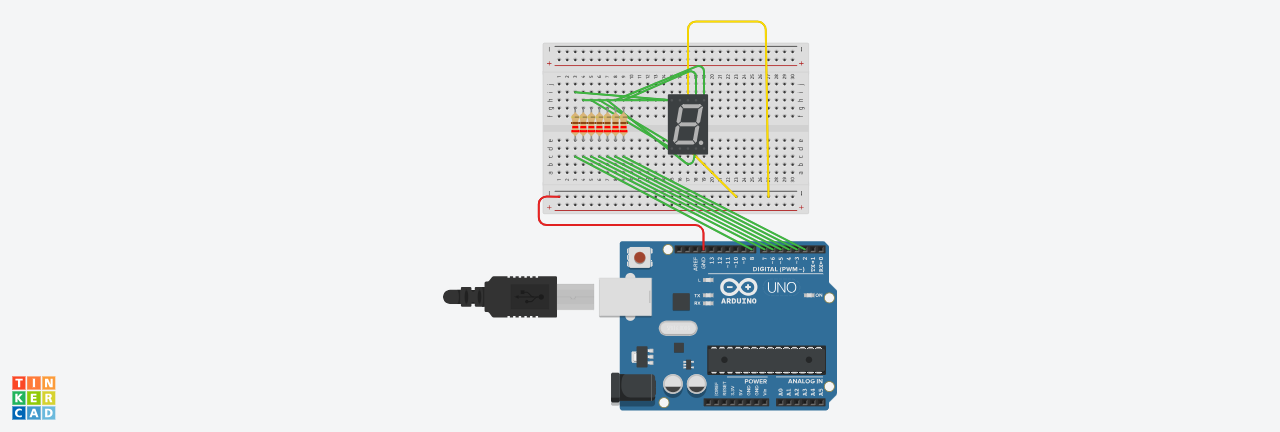 AREF
GND
13
12
~11
~10
~9
8
7
~6
~5
4
~3
2
TX→1
RX←0
DIGITAL (PWM~)
L
TX
RX
UNO
ON
ARDUINO
POWER
ANALOG IN
IOREF
RESET
3.3V
5V
GND
GND
Vin
A0
A1
A2
A3
A4
A5
TIN
KER
CAD